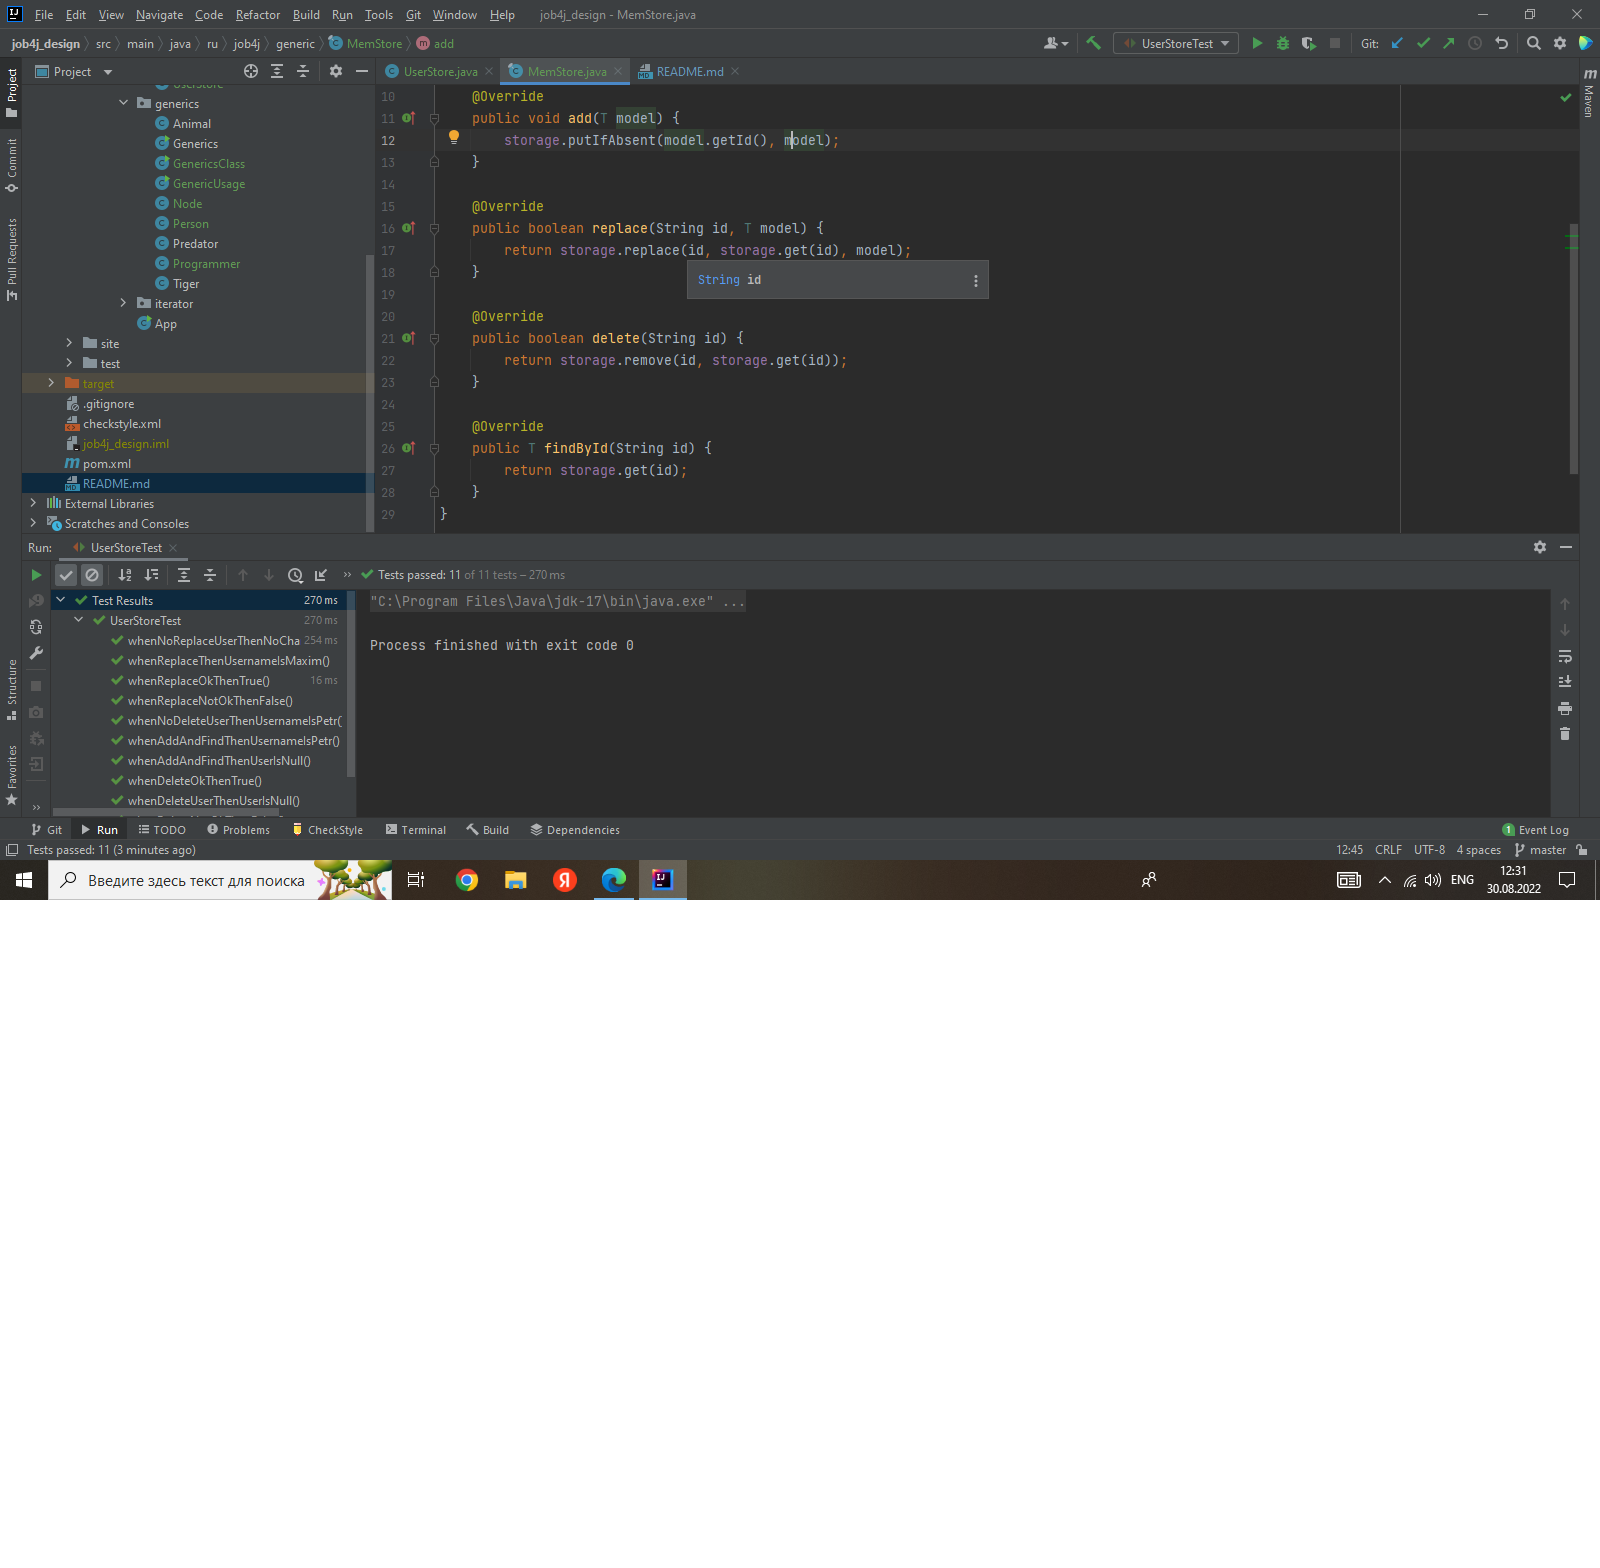 File Edit View Navigate Code Refactor Build Run Tools Git Window Help job4j_design - MemStore.java
job4j_design src main java ru job4j generic MemStore add
UserStoreTest Git:
Project
UserStore.java MemStore.java README.md
Project
Commit
Pull Requests
Structure
Favorites
Maven
UserStore
generics
Animal
Generics
GenericsClass
GenericUsage
Node
Person
Predator
Programmer
Tiger
iterator
App
site
test
target
.gitignore
checkstyle.xml
job4j_design.iml
pom.xml
README.md
External Libraries
Scratches and Consoles
10 @Override
11 public void add(T model) {
12 storage.putIfAbsent(model.getId(), model);
13 }
14
15 @Override
16 public boolean replace(String id, T model) {
17 return storage.replace(id, storage.get(id), model);
18 }
String id
19
20 @Override
21 public boolean delete(String id) {
22 return storage.remove(id, storage.get(id));
23 }
24
25 @Override
26 public T findById(String id) {
27 return storage.get(id);
28 }
29 }
Run: UserStoreTest
Tests passed: 11 of 11 tests – 270 ms
Test Results 270 ms
UserStoreTest 270 ms
whenNoReplaceUserThenNoCha 254 ms
whenReplaceThenUsernameIsMaxim()
whenReplaceOkThenTrue() 16 ms
whenReplaceNotOkThenFalse()
whenNoDeleteUserThenUsernameIsPetr(
whenAddAndFindThenUsernameIsPetr()
whenAddAndFindThenUserIsNull()
whenDeleteOkThenTrue()
whenDeleteUserThenUserIsNull()
"C:\Program Files\Java\jdk-17\bin\java.exe" ...
Process finished with exit code 0
Git Run TODO Problems CheckStyle Terminal Build Dependencies 1 Event Log
Tests passed: 11 (3 minutes ago) 12:45 CRLF UTF-8 4 spaces master
Введите здесь текст для поиска
ENG
12:31
30.08.2022